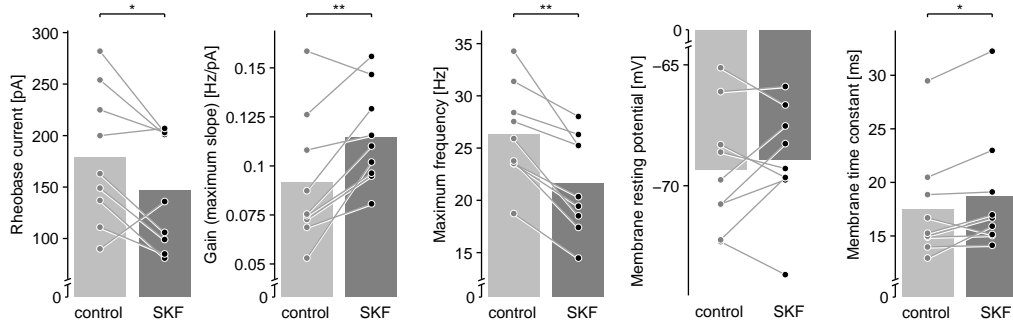 * ** ** *
Rheobase current [pA]
300
250
200
150
100
0
control SKF
Gain (maximum slope) [Hz/pA]
0.15
0.125
0.1
0.075
0.05
0
control SKF
Maximum frequency [Hz]
35
30
25
20
15
0
control SKF
Membrane resting potential [mV]
0
−65
−70
control SKF
Membrane time constant [ms]
30
25
20
15
0
control SKF